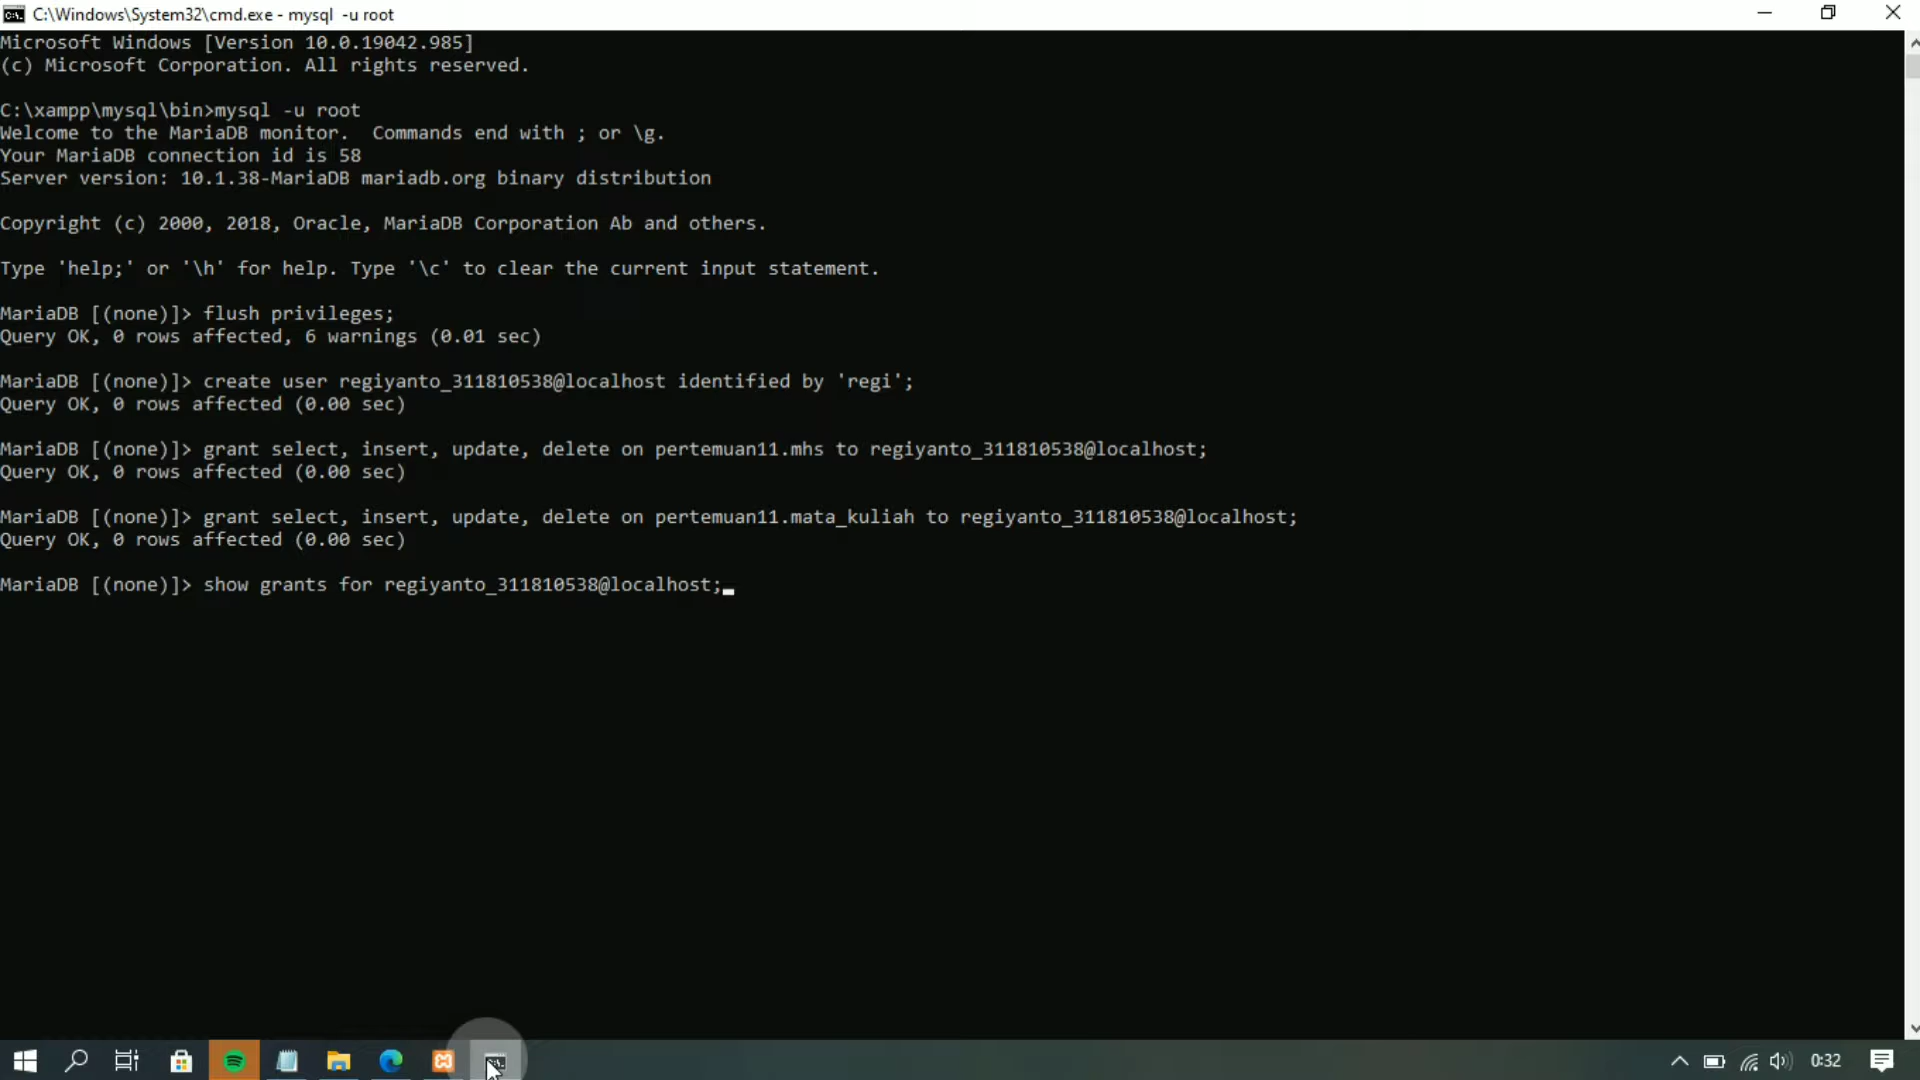 C:\Windows\System32\cmd.exe - mysql  -u root
Microsoft Windows [Version 10.0.19042.985]
(c) Microsoft Corporation. All rights reserved.
C:\xampp\mysql\bin>mysql -u root
Welcome to the MariaDB monitor.  Commands end with ; or \g.
Your MariaDB connection id is 58
Server version: 10.1.38-MariaDB mariadb.org binary distribution
Copyright (c) 2000, 2018, Oracle, MariaDB Corporation Ab and others.
Type 'help;' or '\h' for help. Type '\c' to clear the current input statement.
MariaDB [(none)]> flush privileges;
Query OK, 0 rows affected, 6 warnings (0.01 sec)
MariaDB [(none)]> create user regiyanto_311810538@localhost identified by 'regi';
Query OK, 0 rows affected (0.00 sec)
MariaDB [(none)]> grant select, insert, update, delete on pertemuan11.mhs to regiyanto_311810538@localhost;
Query OK, 0 rows affected (0.00 sec)
MariaDB [(none)]> grant select, insert, update, delete on pertemuan11.mata_kuliah to regiyanto_311810538@localhost;
Query OK, 0 rows affected (0.00 sec)
MariaDB [(none)]> show grants for regiyanto_311810538@localhost;
0:32